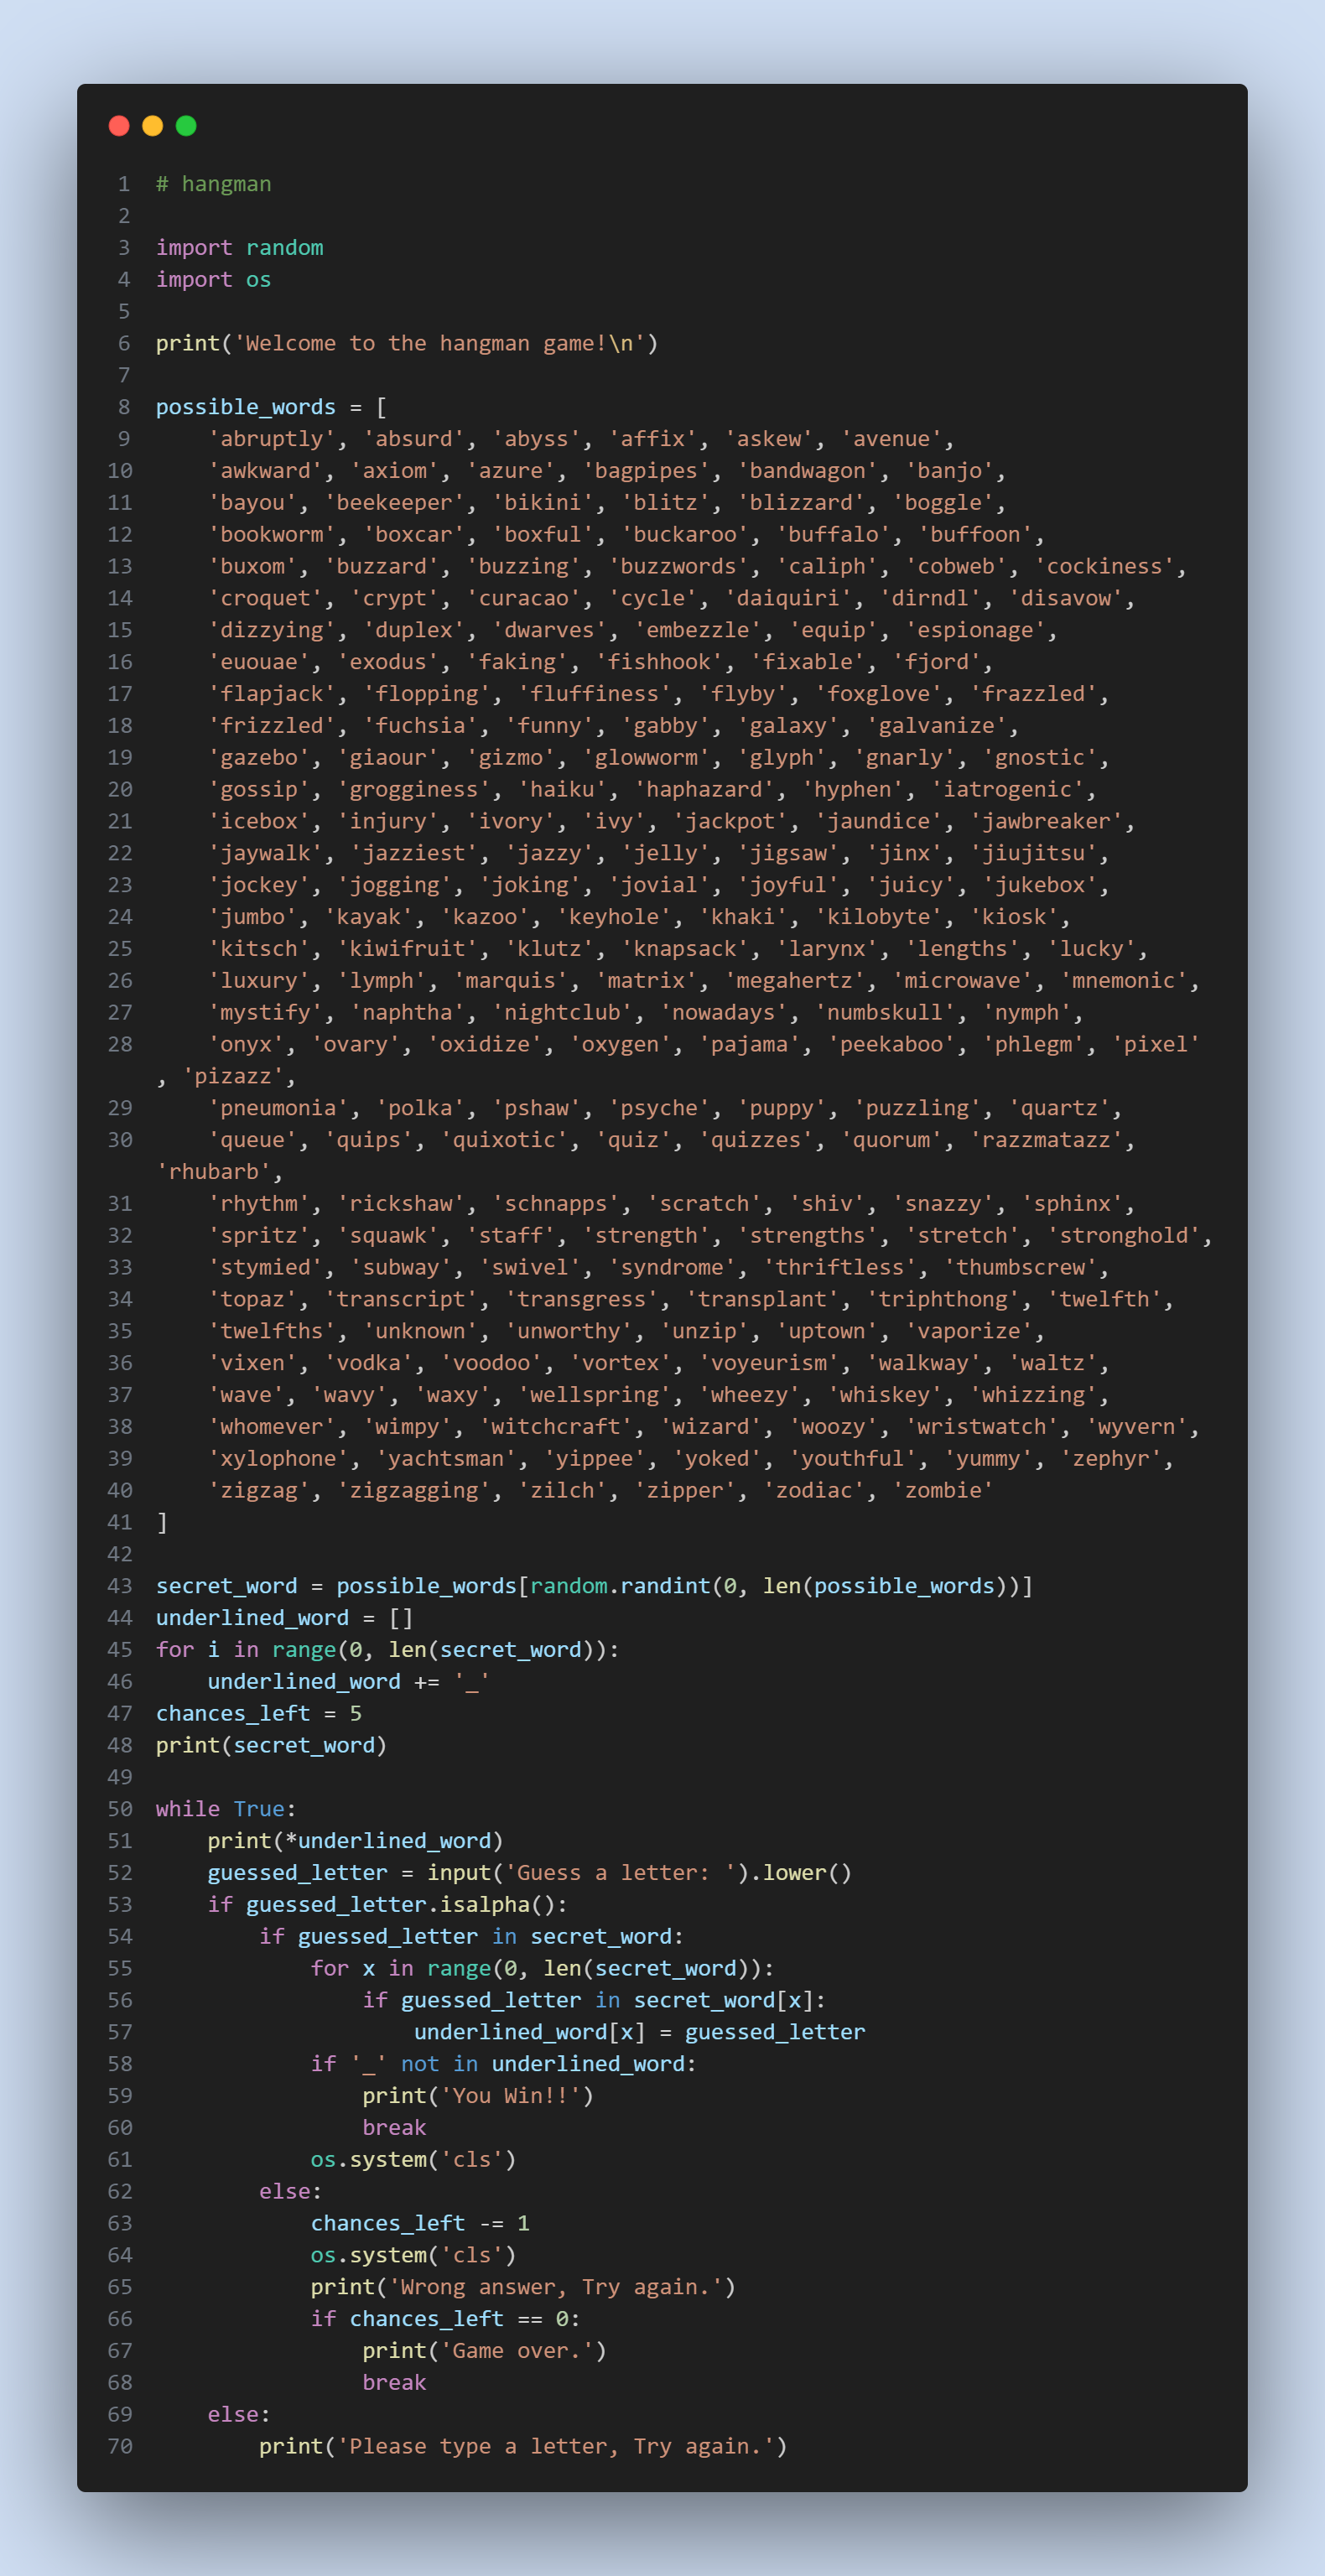 1 # hangman
2
3 import random
4 import os
5
6 print('Welcome to the hangman game!\n')
7
8 possible_words = [
9     'abruptly', 'absurd', 'abyss', 'affix', 'askew', 'avenue',
10     'awkward', 'axiom', 'azure', 'bagpipes', 'bandwagon', 'banjo',
11     'bayou', 'beekeeper', 'bikini', 'blitz', 'blizzard', 'boggle',
12     'bookworm', 'boxcar', 'boxful', 'buckaroo', 'buffalo', 'buffoon',
13     'buxom', 'buzzard', 'buzzing', 'buzzwords', 'caliph', 'cobweb', 'cockiness',
14     'croquet', 'crypt', 'curacao', 'cycle', 'daiquiri', 'dirndl', 'disavow',
15     'dizzying', 'duplex', 'dwarves', 'embezzle', 'equip', 'espionage',
16     'euouae', 'exodus', 'faking', 'fishhook', 'fixable', 'fjord',
17     'flapjack', 'flopping', 'fluffiness', 'flyby', 'foxglove', 'frazzled',
18     'frizzled', 'fuchsia', 'funny', 'gabby', 'galaxy', 'galvanize',
19     'gazebo', 'giaour', 'gizmo', 'glowworm', 'glyph', 'gnarly', 'gnostic',
20     'gossip', 'grogginess', 'haiku', 'haphazard', 'hyphen', 'iatrogenic',
21     'icebox', 'injury', 'ivory', 'ivy', 'jackpot', 'jaundice', 'jawbreaker',
22     'jaywalk', 'jazziest', 'jazzy', 'jelly', 'jigsaw', 'jinx', 'jiujitsu',
23     'jockey', 'jogging', 'joking', 'jovial', 'joyful', 'juicy', 'jukebox',
24     'jumbo', 'kayak', 'kazoo', 'keyhole', 'khaki', 'kilobyte', 'kiosk',
25     'kitsch', 'kiwifruit', 'klutz', 'knapsack', 'larynx', 'lengths', 'lucky',
26     'luxury', 'lymph', 'marquis', 'matrix', 'megahertz', 'microwave', 'mnemonic',
27     'mystify', 'naphtha', 'nightclub', 'nowadays', 'numbskull', 'nymph',
28     'onyx', 'ovary', 'oxidize', 'oxygen', 'pajama', 'peekaboo', 'phlegm', 'pixel'
, 'pizazz',
29     'pneumonia', 'polka', 'pshaw', 'psyche', 'puppy', 'puzzling', 'quartz',
30     'queue', 'quips', 'quixotic', 'quiz', 'quizzes', 'quorum', 'razzmatazz',
'rhubarb',
31     'rhythm', 'rickshaw', 'schnapps', 'scratch', 'shiv', 'snazzy', 'sphinx',
32     'spritz', 'squawk', 'staff', 'strength', 'strengths', 'stretch', 'stronghold',
33     'stymied', 'subway', 'swivel', 'syndrome', 'thriftless', 'thumbscrew',
34     'topaz', 'transcript', 'transgress', 'transplant', 'triphthong', 'twelfth',
35     'twelfths', 'unknown', 'unworthy', 'unzip', 'uptown', 'vaporize',
36     'vixen', 'vodka', 'voodoo', 'vortex', 'voyeurism', 'walkway', 'waltz',
37     'wave', 'wavy', 'waxy', 'wellspring', 'wheezy', 'whiskey', 'whizzing',
38     'whomever', 'wimpy', 'witchcraft', 'wizard', 'woozy', 'wristwatch', 'wyvern',
39     'xylophone', 'yachtsman', 'yippee', 'yoked', 'youthful', 'yummy', 'zephyr',
40     'zigzag', 'zigzagging', 'zilch', 'zipper', 'zodiac', 'zombie'
41 ]
42
43 secret_word = possible_words[random.randint(0, len(possible_words))]
44 underlined_word = []
45 for i in range(0, len(secret_word)):
46     underlined_word += '_'
47 chances_left = 5
48 print(secret_word)
49
50 while True:
51     print(*underlined_word)
52     guessed_letter = input('Guess a letter: ').lower()
53     if guessed_letter.isalpha():
54         if guessed_letter in secret_word:
55             for x in range(0, len(secret_word)):
56                 if guessed_letter in secret_word[x]:
57                     underlined_word[x] = guessed_letter
58             if '_' not in underlined_word:
59                 print('You Win!!')
60                 break
61             os.system('cls')
62         else:
63             chances_left -= 1
64             os.system('cls')
65             print('Wrong answer, Try again.')
66             if chances_left == 0:
67                 print('Game over.')
68                 break
69     else:
70         print('Please type a letter, Try again.')